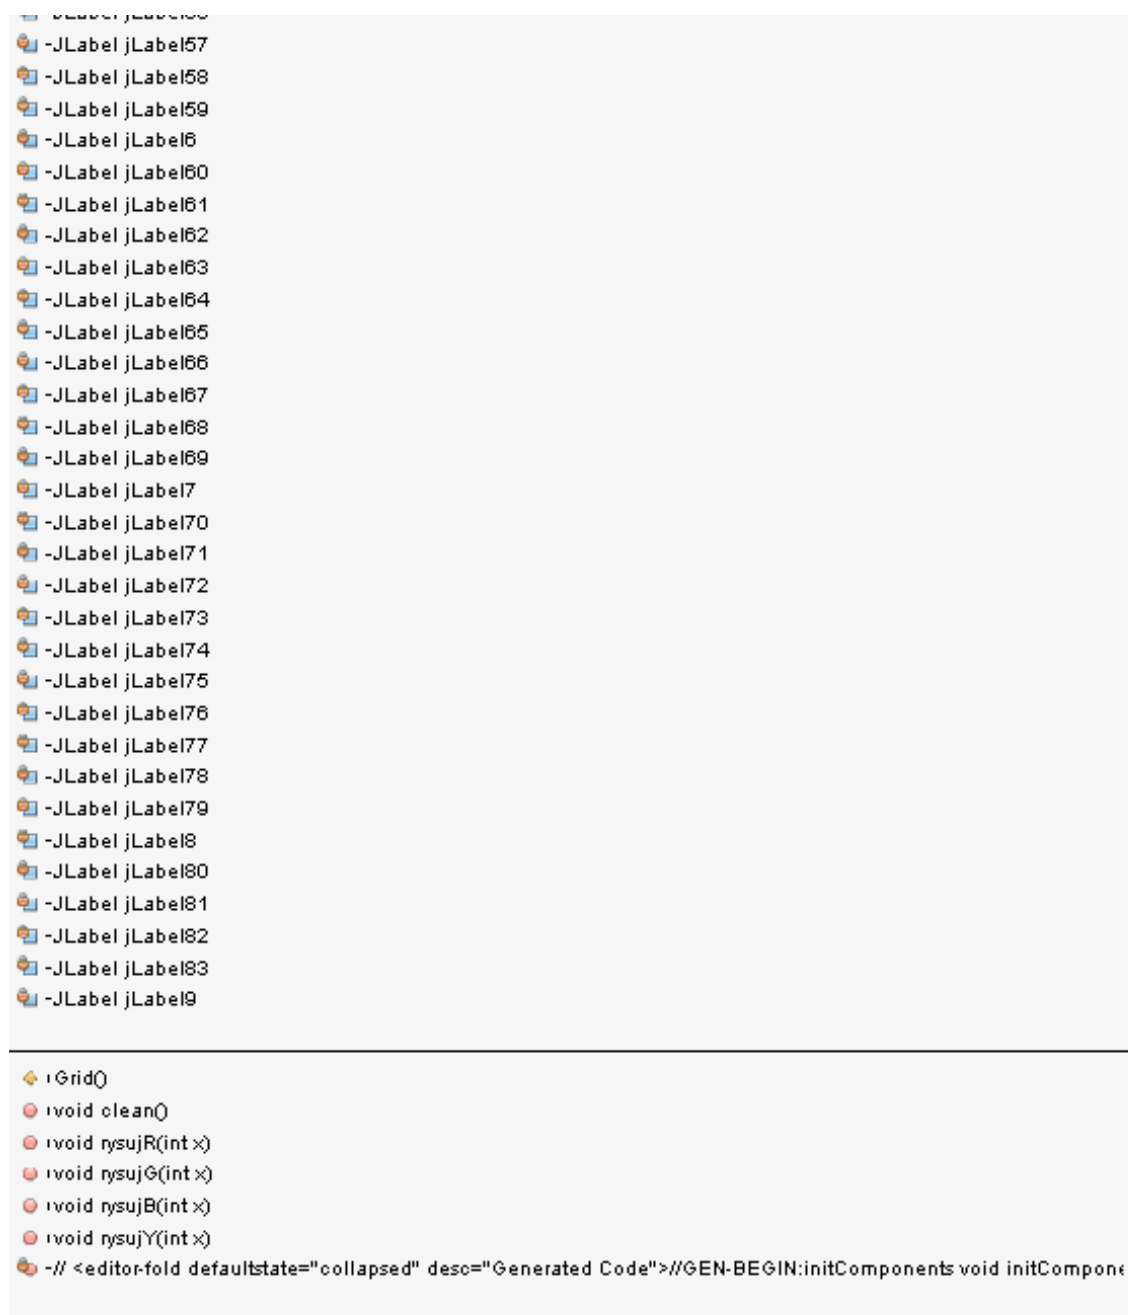 -JLabel jLabel57
-JLabel jLabel58
-JLabel jLabel59
-JLabel jLabel6
-JLabel jLabel60
-JLabel jLabel61
-JLabel jLabel62
-JLabel jLabel63
-JLabel jLabel64
-JLabel jLabel65
-JLabel jLabel66
-JLabel jLabel67
-JLabel jLabel68
-JLabel jLabel69
-JLabel jLabel7
-JLabel jLabel70
-JLabel jLabel71
-JLabel jLabel72
-JLabel jLabel73
-JLabel jLabel74
-JLabel jLabel75
-JLabel jLabel76
-JLabel jLabel77
-JLabel jLabel78
-JLabel jLabel79
-JLabel jLabel8
-JLabel jLabel80
-JLabel jLabel81
-JLabel jLabel82
-JLabel jLabel83
-JLabel jLabel9
+Grid()
+void clean()
+void rysujR(int x)
+void rysujG(int x)
+void rysujB(int x)
+void rysujY(int x)
-// <editor-fold defaultstate="collapsed" desc="Generated Code">//GEN-BEGIN:initComponents void initCompone